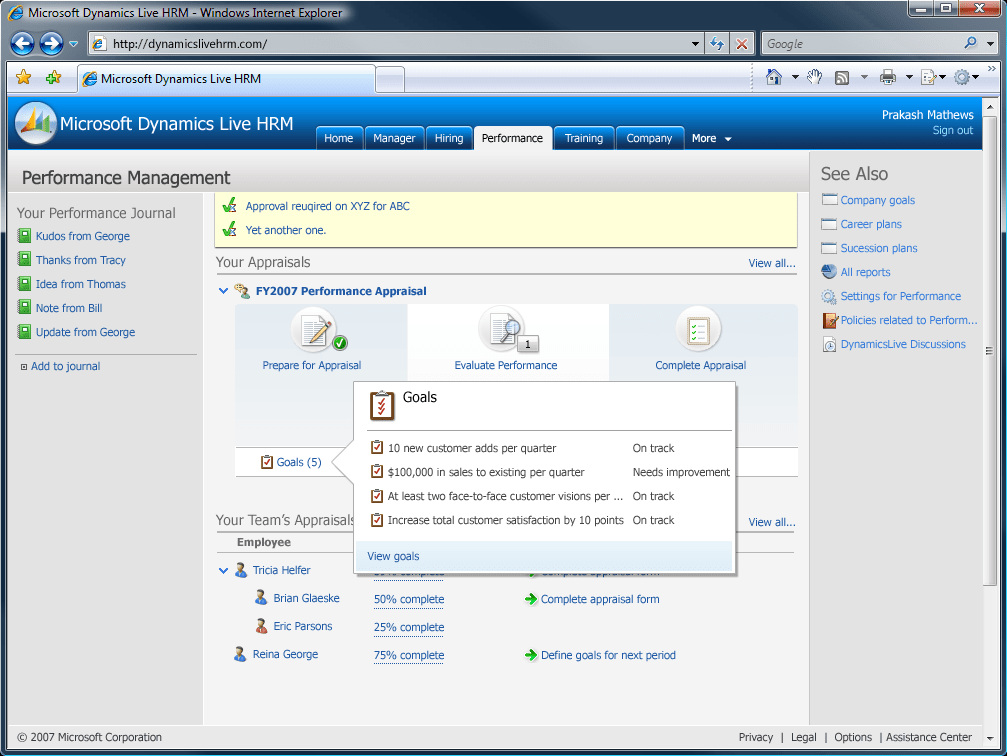 Microsoft Dynamics Live HRM - Windows Internet Explorer
http://dynamicslivehrm.com/
Google
Microsoft Dynamics Live HRM
Microsoft Dynamics Live HRM
Prakash Mathews
Sign out
Home Manager Hiring Performance Training Company More
Performance Management
Your Performance Journal
Kudos from George
Thanks from Tracy
Idea from Thomas
Note from Bill
Update from George
Add to journal
Approval reuqired on XYZ for ABC
Yet another one.
Your Appraisals View all...
FY2007 Performance Appraisal
Prepare for Appraisal
1
Evaluate Performance
Complete Appraisal
Goals (5)
Goals
10 new customer adds per quarter On track
$100,000 in sales to existing per quarter Needs improvement
At least two face-to-face customer visions per ... On track
Increase total customer satisfaction by 10 points On track
View goals
Your Team's Appraisals View all...
Employee
Tricia Helfer complete Complete appraisal form
Brian Glaeske 50% complete Complete appraisal form
Eric Parsons 25% complete
Reina George 75% complete Define goals for next period
See Also
Company goals
Career plans
Sucession plans
All reports
Settings for Performance
Policies related to Perform...
DynamicsLive Discussions
© 2007 Microsoft Corporation
Privacy | Legal | Options | Assistance Center